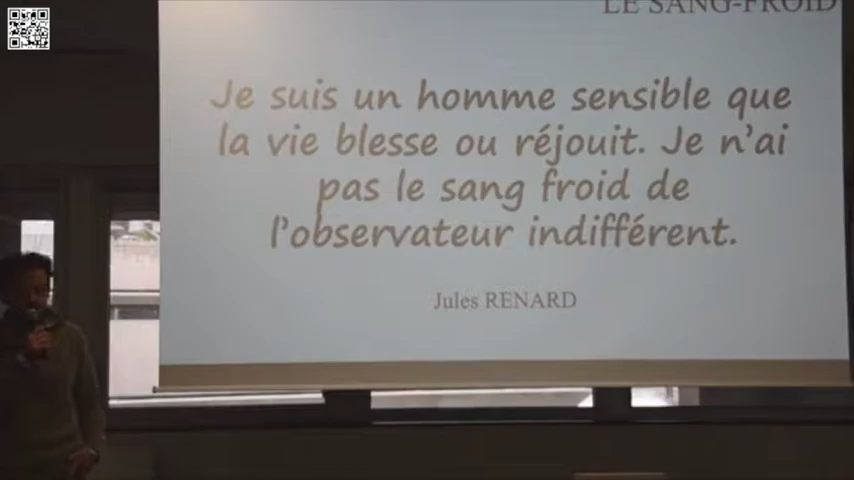 LE SANG-FROID
Je suis un homme sensible que
la vie blesse ou réjouit. Je n'ai
pas le sang froid de
l'observateur indifférent.
Jules RENARD